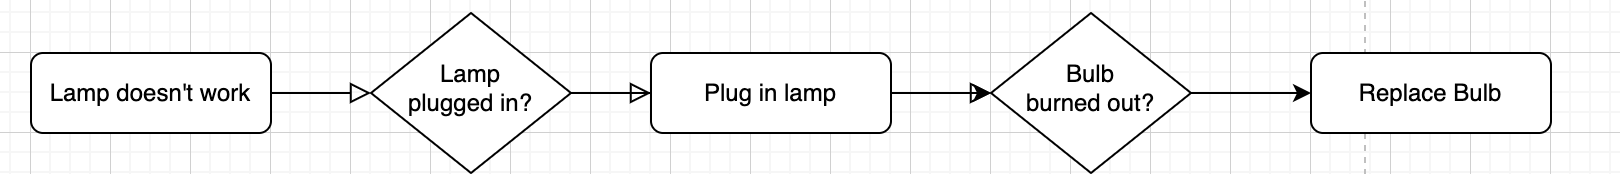 Lamp doesn't work
Lamp
plugged in?
Plug in lamp
Bulb
burned out?
Replace Bulb